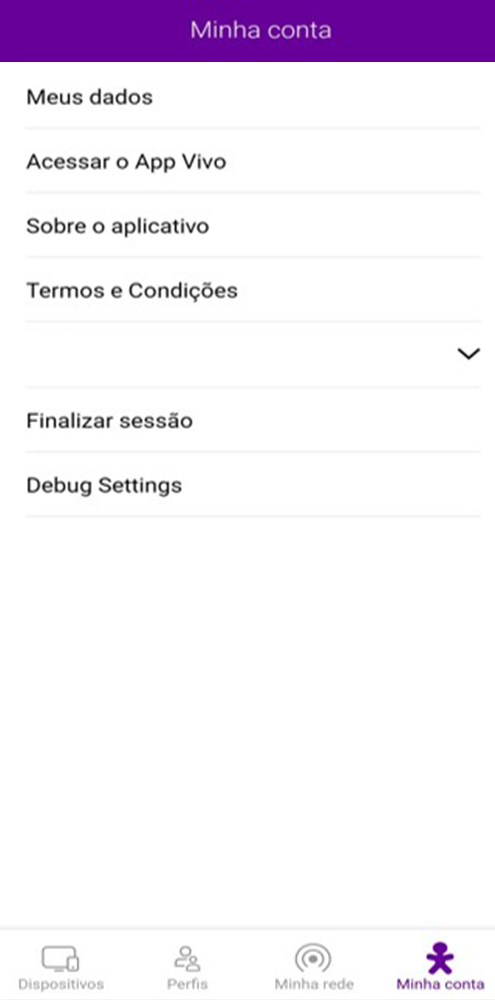 Minha conta
Meus dados
Acessar o App Vivo
Sobre o aplicativo
Termos e Condições
Finalizar sessão
Debug Settings
Dispositivos
Perfis
Minha rede
Minha conta